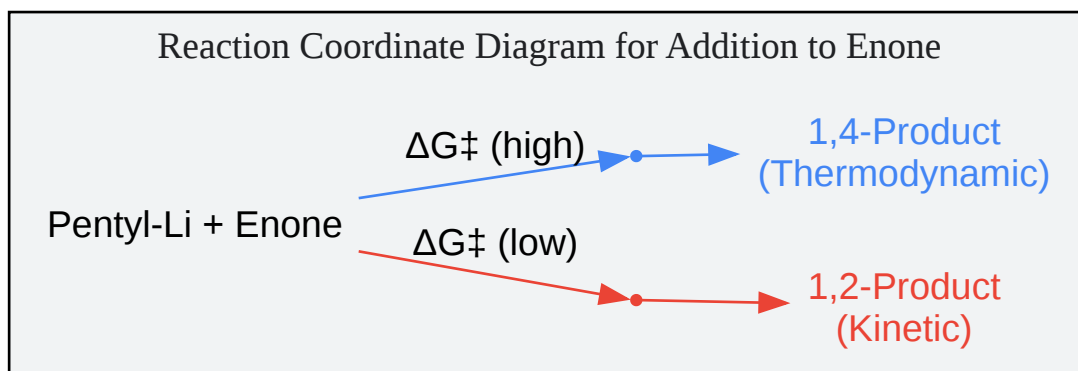 Reaction Coordinate Diagram for Addition to Enone
ΔG‡ (high)
1,4-Product
(Thermodynamic)
Pentyl-Li + Enone
ΔG‡ (low)
1,2-Product
(Kinetic)